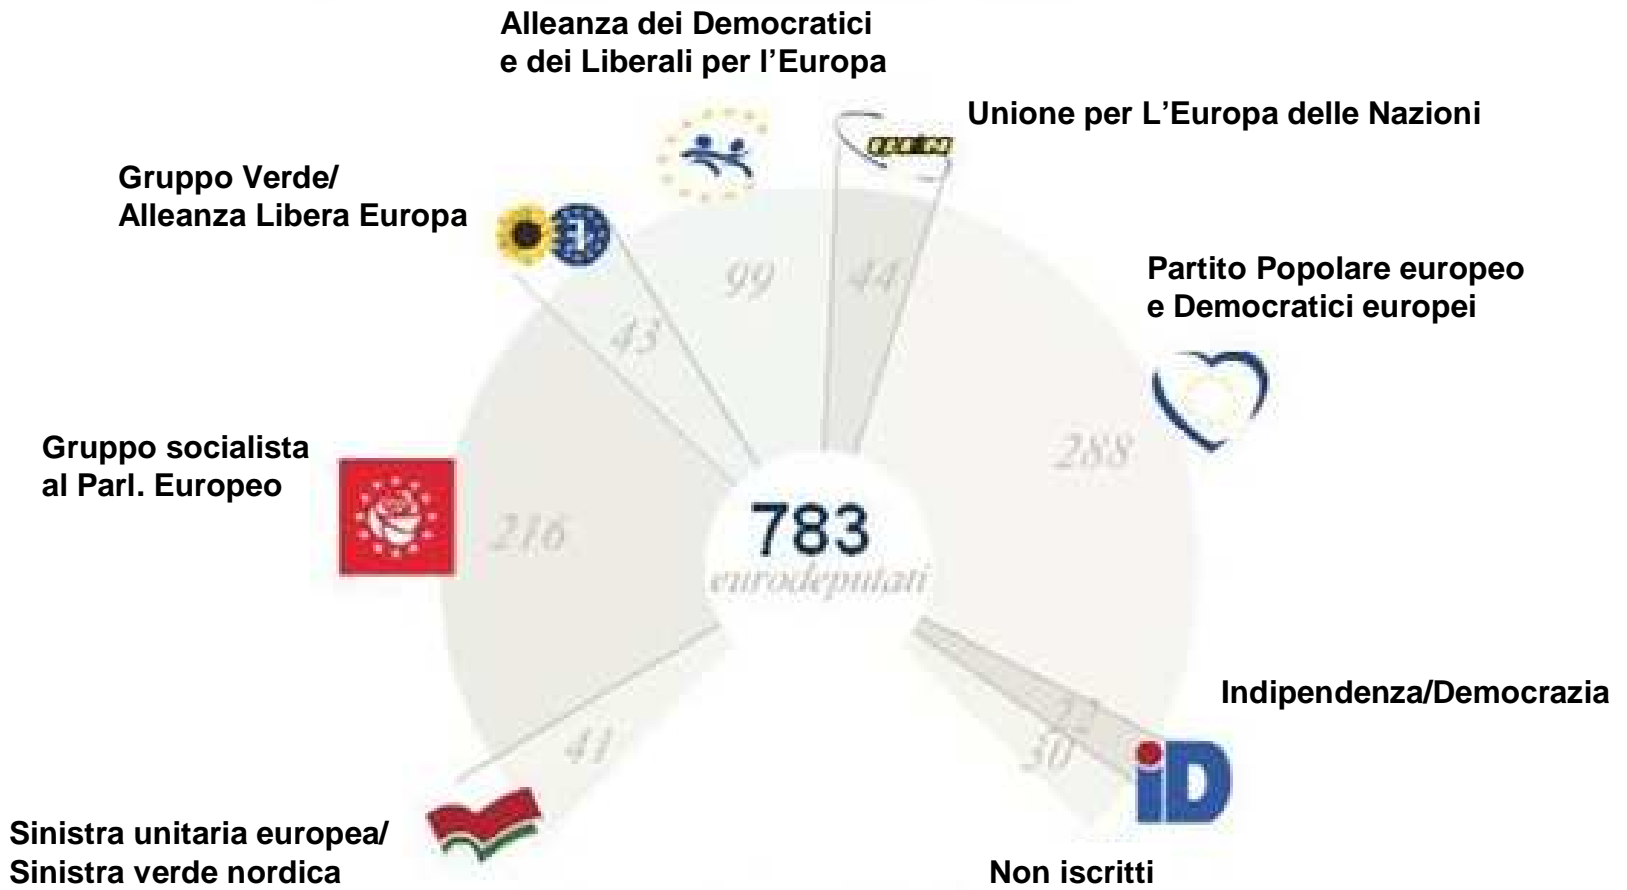 Alleanza dei Democratici
e dei Liberali per l’Europa
Unione per L’Europa delle Nazioni
Gruppo Verde/
Alleanza Libera Europa
99
44
Partito Popolare europeo
e Democratici europei
43
288
Gruppo socialista
al Parl. Europeo
216
783
eurodeputati
Indipendenza/Democrazia
22
41
30
iD
Sinistra unitaria europea/
Sinistra verde nordica
Non iscritti